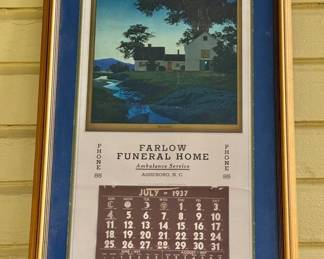 FARLOW
FUNERAL HOME
Ambulance Service
ASHEBORO, N. C.
PHONE
88
PHONE
88
JULY - 1937
1 2 3
4 5 6 7 8 9 10
11 12 13 14 15 16 17
18 19 20 21 22 23 24
25 26 27 28 29 30 31